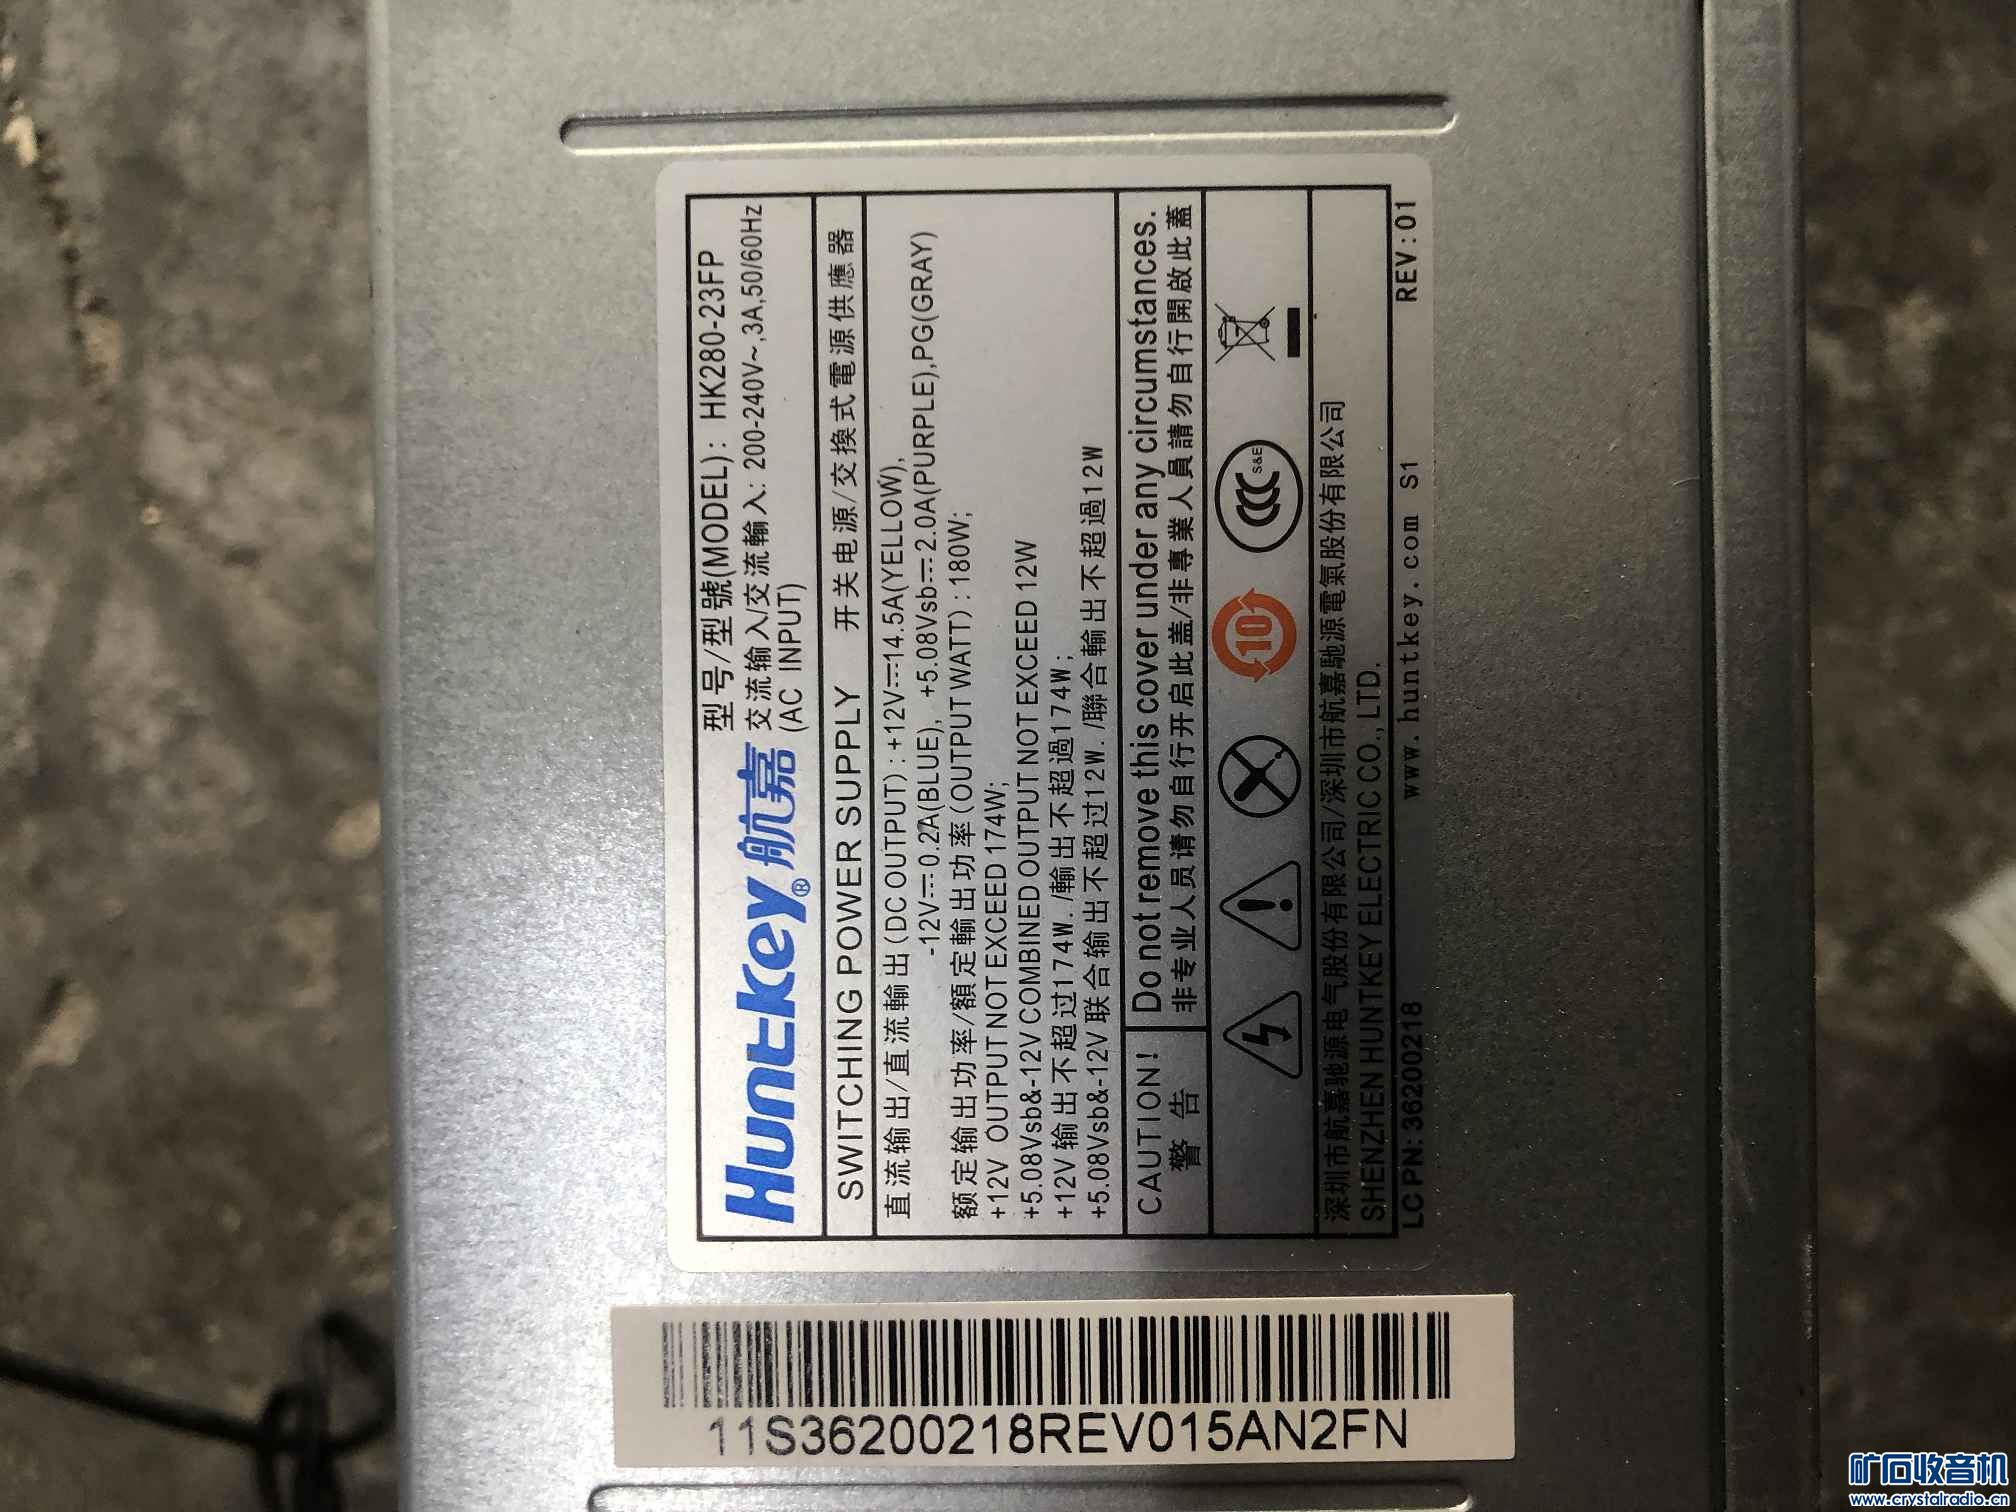 Huntkey® 航嘉
型号/型號(MODEL): HK280-23FP
交流输入/交流輸入: 200-240V~,3A,50/60Hz
(AC INPUT)
SWITCHING POWER SUPPLY 开关电源/交換式電源供應器
直流输出/直流輸出(DC OUTPUT): +12V⎓14.5A(YELLOW),
-12V⎓0.2A(BLUE), +5.08Vsb⎓2.0A(PURPLE),PG(GRAY)
额定输出功率/額定輸出功率(OUTPUT WATT):180W;
+12V OUTPUT NOT EXCEED 174W;
+5.08Vsb&-12V COMBINED OUTPUT NOT EXCEED 12W
+12V输出不超过174W./輸出不超過174W;
+5.08Vsb&-12V联合输出不超过12W./聯合輸出不超過12W
CAUTION! Do not remove this cover under any circumstances.
警告 非专业人员请勿自行开启此盖/非專業人員請勿自行開啟此蓋
10 S&E
深圳市航嘉驰源电气股份有限公司/深圳市航嘉馳源電氣股份有限公司
SHENZHEN HUNTKEY ELECTRIC CO., LTD.
LC PN: 36200218 www.huntkey.com S1 REV:01
11S36200218REV015AN2FN
矿石收音机
www.crystalradio.cn